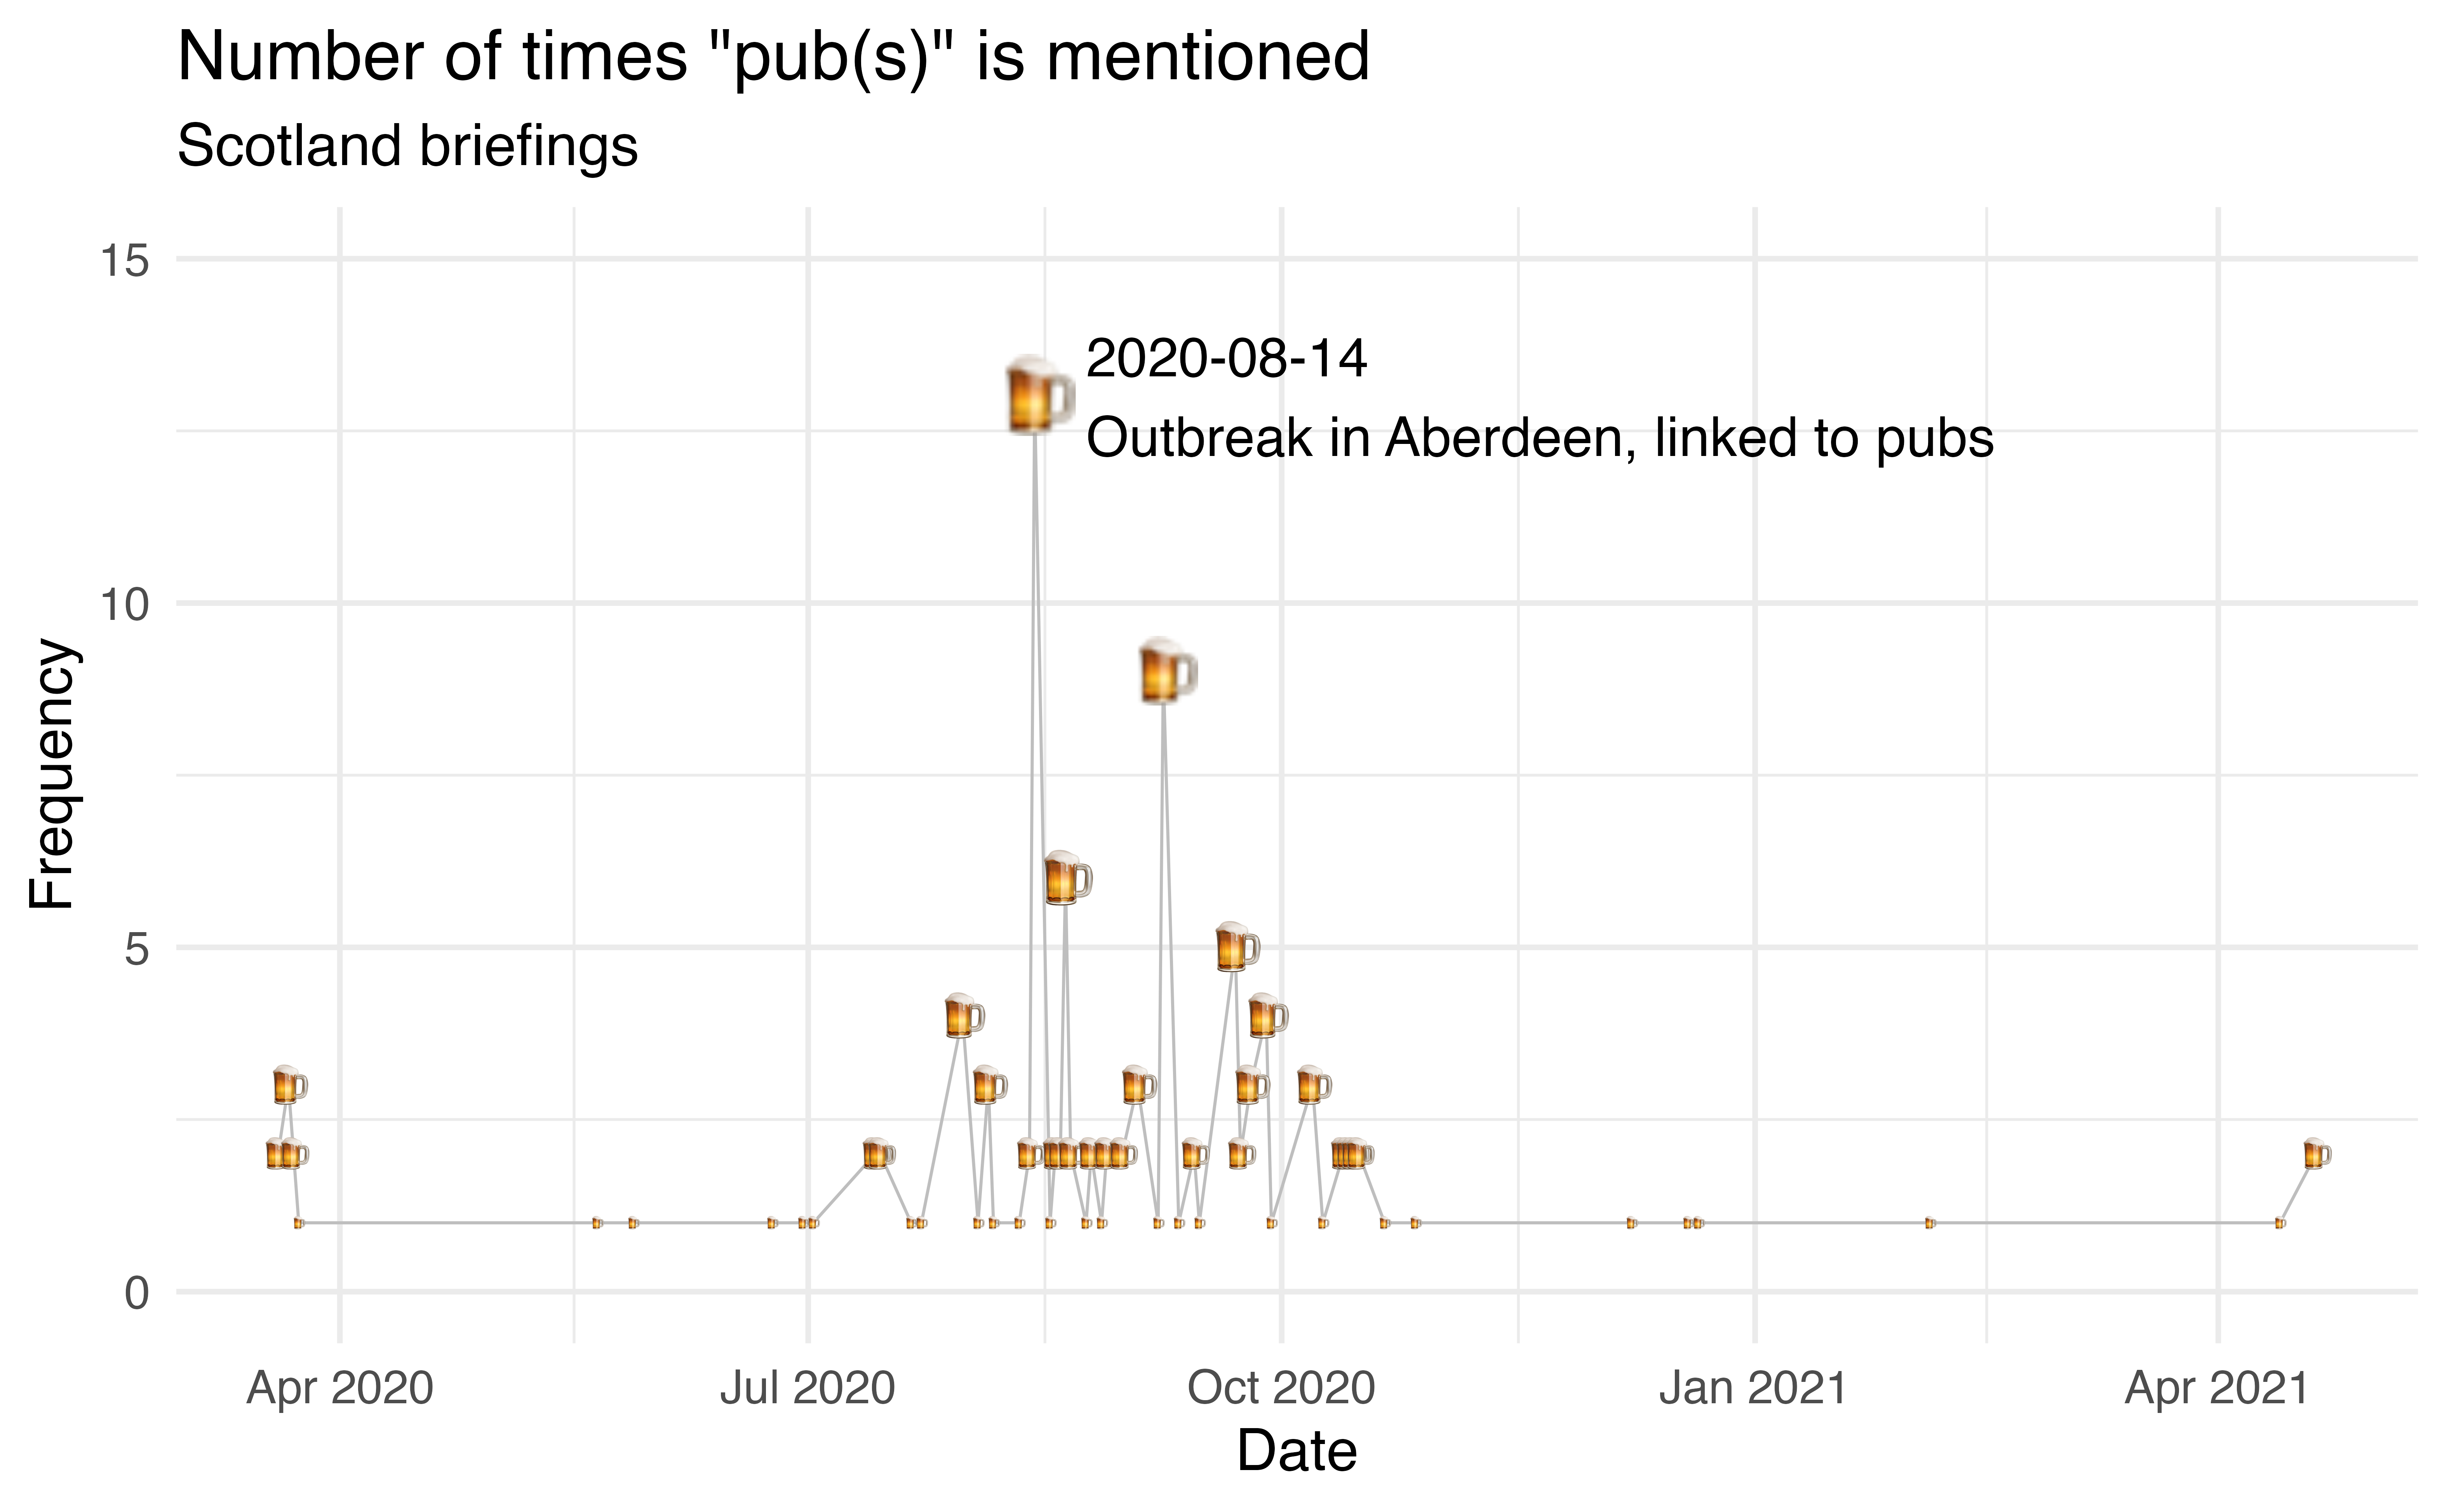 Number of times "pub(s)" is mentioned
Scotland briefings
15
2020-08-14
Outbreak in Aberdeen, linked to pubs
10
Frequency
5
0
Apr 2020
Jul 2020
Oct 2020
Jan 2021
Apr 2021
Date